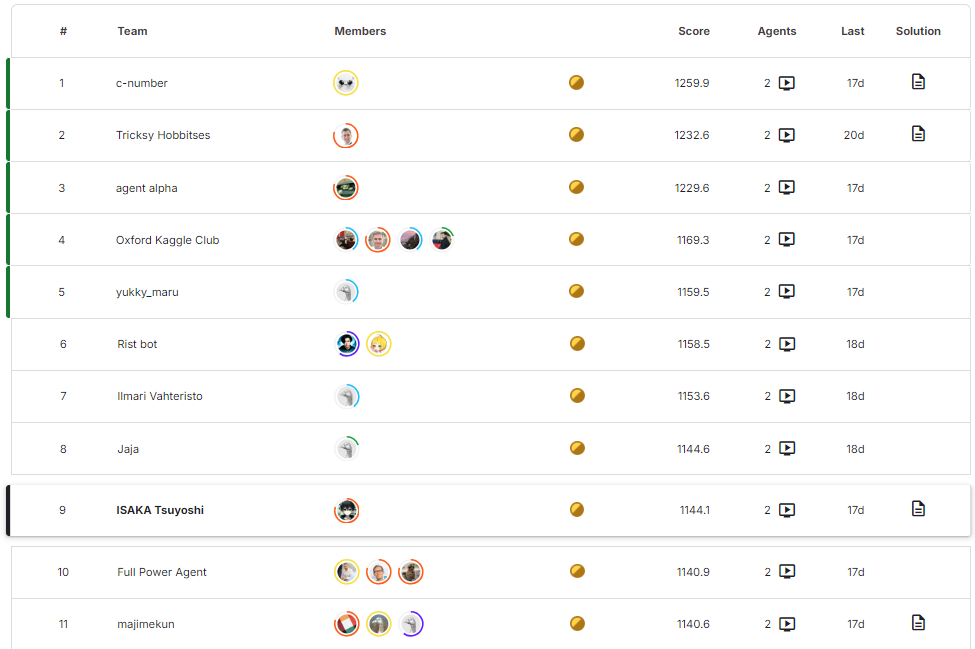 # Team Members Score Agents Last Solution
1 c-number 1259.9 2 17d
2 Tricksy Hobbitses 1232.6 2 20d
3 agent alpha 1229.6 2 17d
4 Oxford Kaggle Club 1169.3 2 17d
5 yukky_maru 1159.5 2 17d
6 Rist bot 1158.5 2 18d
7 Ilmari Vahteristo 1153.6 2 18d
8 Jaja 1144.6 2 18d
9 ISAKA Tsuyoshi 1144.1 2 17d
10 Full Power Agent 1140.9 2 17d
11 majimekun 1140.6 2 17d